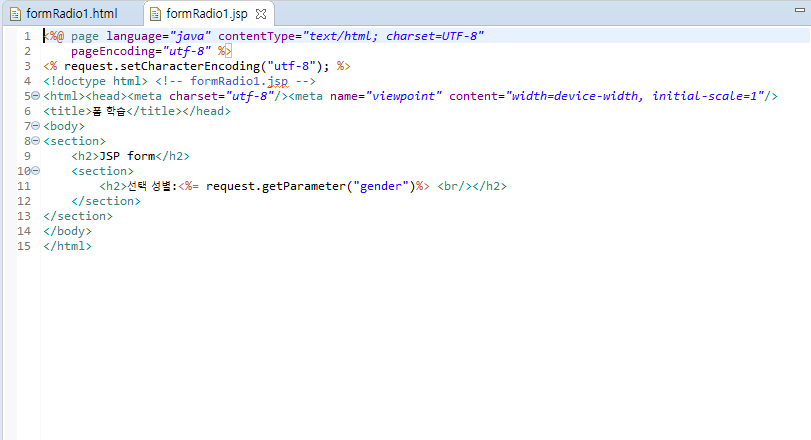 formRadio1.html formRadio1.jsp
1 <%@ page language="java" contentType="text/html; charset=UTF-8"
2 pageEncoding="utf-8" %>
3 <% request.setCharacterEncoding("utf-8"); %>
4 <!doctype html> <!-- formRadio1.jsp -->
5 <html><head><meta charset="utf-8"/><meta name="viewport" content="width=device-width, initial-scale=1"/>
6 <title>폼 학습</title></head>
7 <body>
8 <section>
9 <h2>JSP form</h2>
10 <section>
11 <h2>선택 성별:<%= request.getParameter("gender")%> <br/></h2>
12 </section>
13 </section>
14 </body>
15 </html>